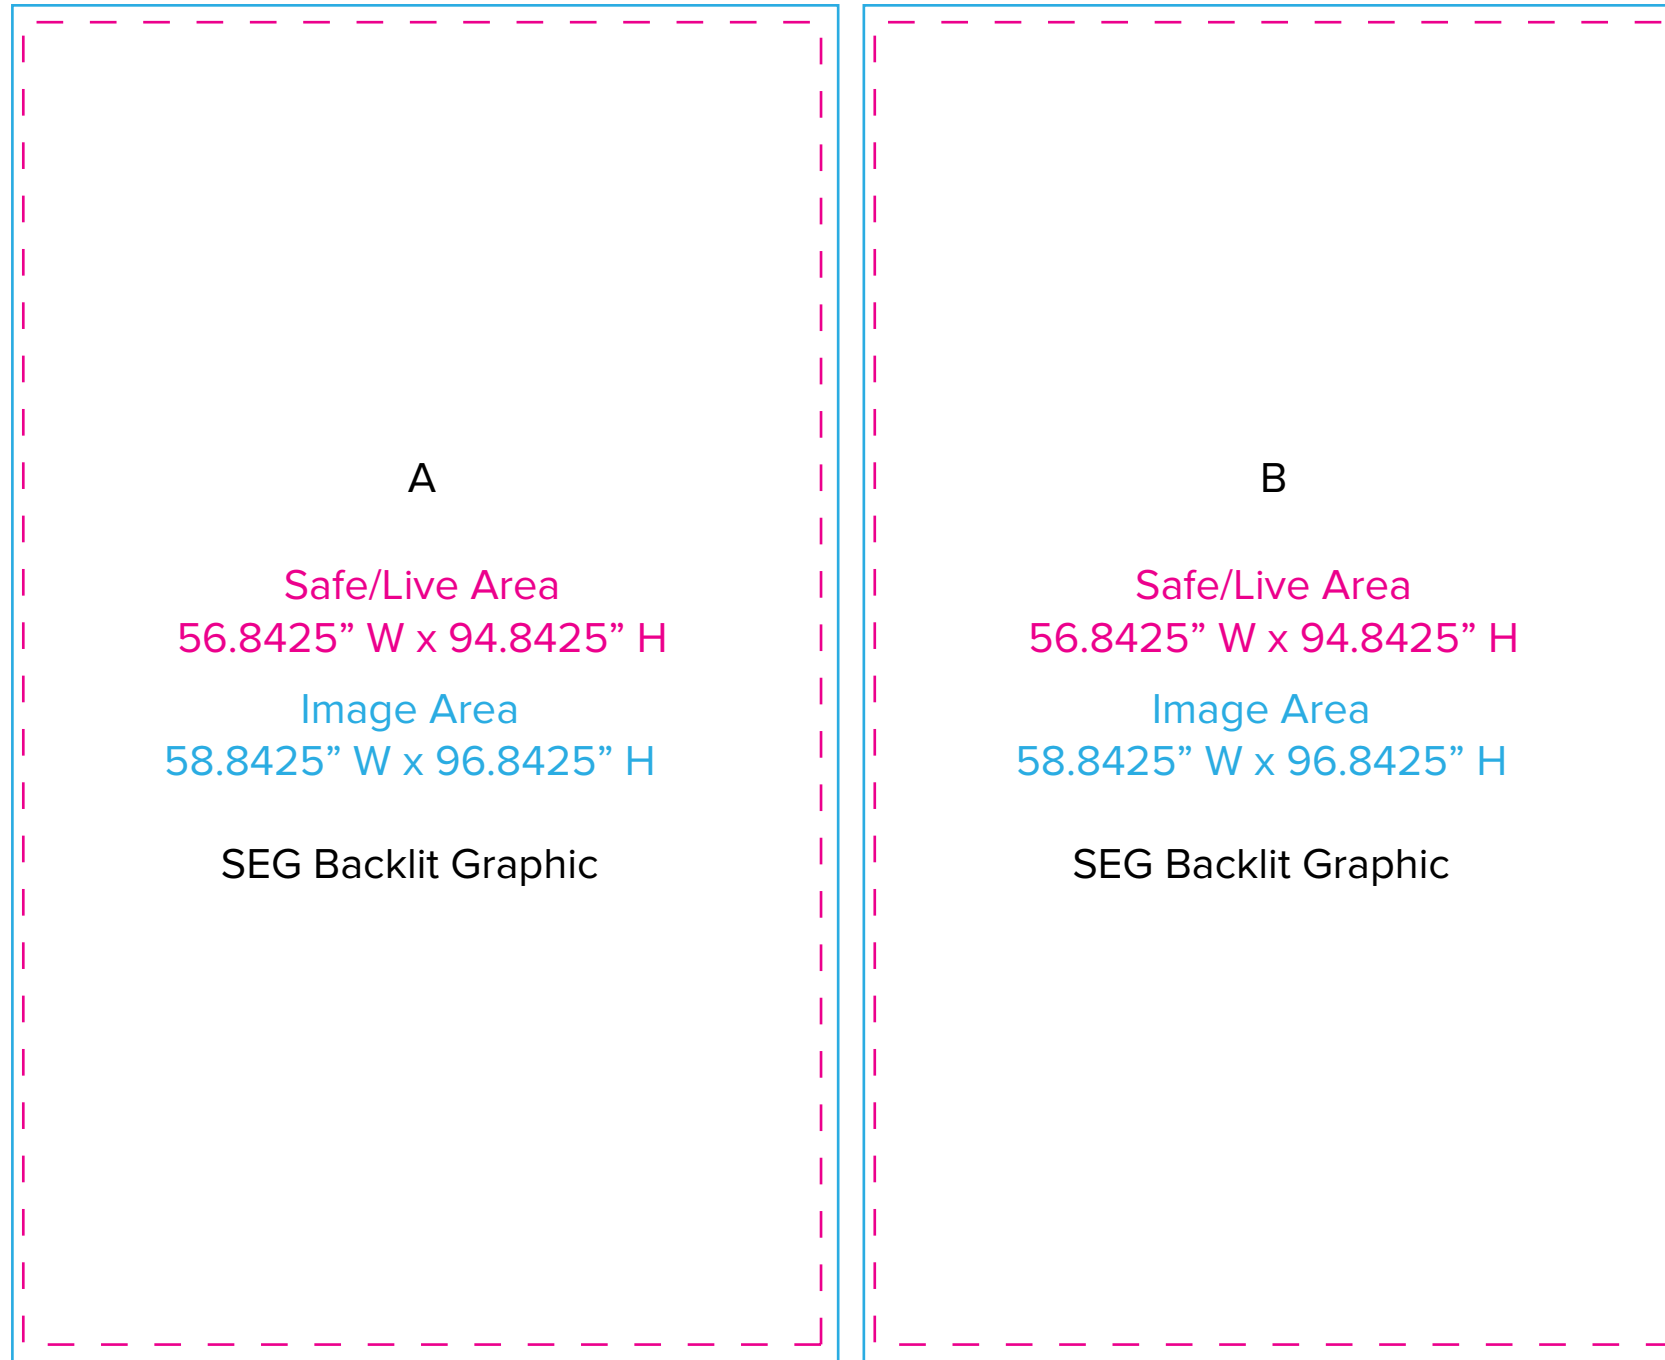 A
Safe/Live Area
56.8425” W x 94.8425” H
Image Area
58.8425” W x 96.8425” H
SEG Backlit Graphic
B
Safe/Live Area
56.8425” W x 94.8425” H
Image Area
58.8425” W x 96.8425” H
SEG Backlit Graphic